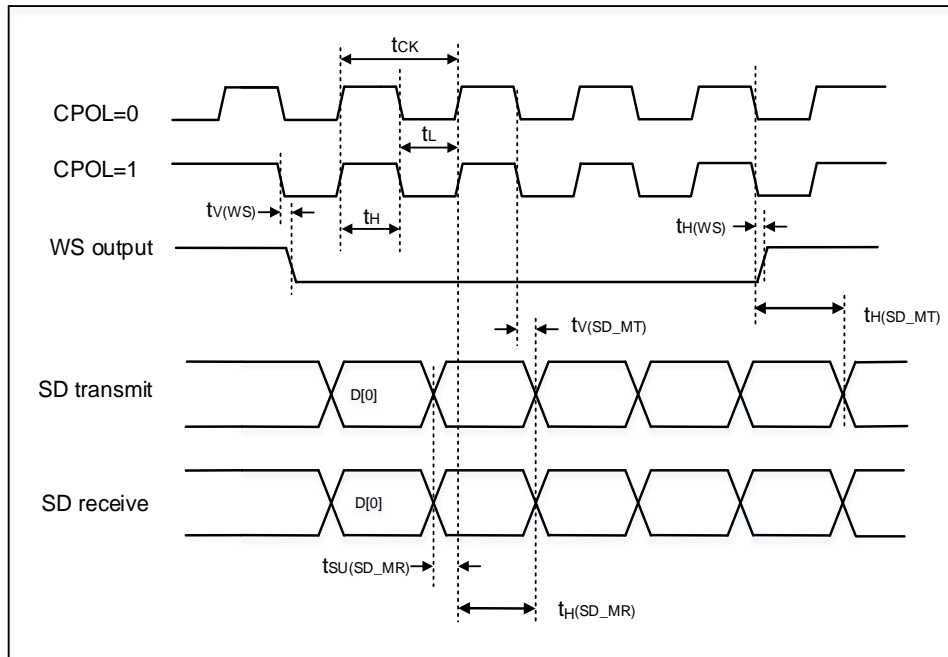 tCK
CPOL=0
tL
CPOL=1
tV(WS)
tH
tH(WS)
WS output
tV(SD_MT)
tH(SD_MT)
SD transmit
D[0]
SD receive
D[0]
tSU(SD_MR)
tH(SD_MR)